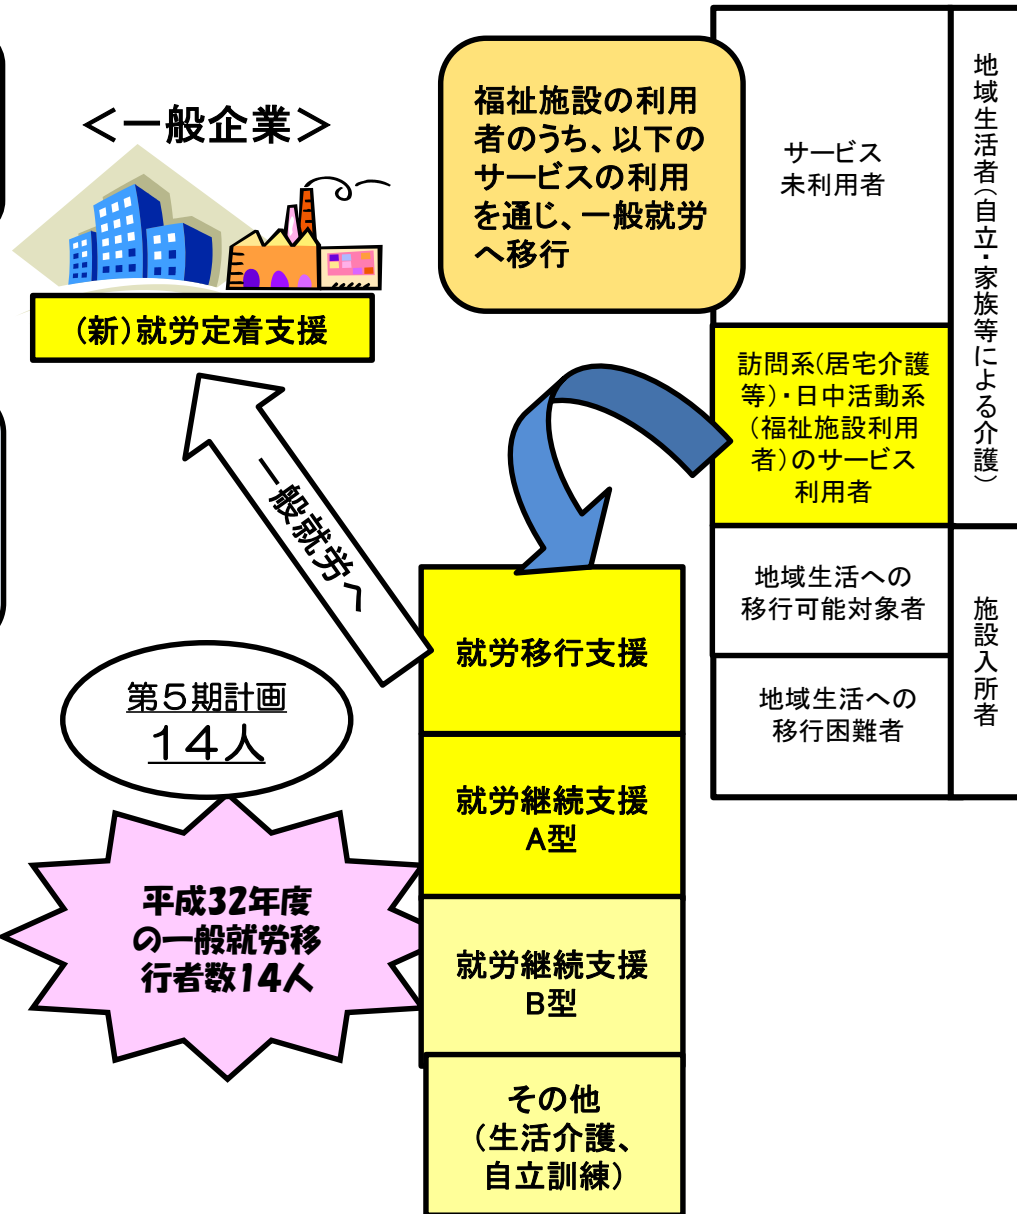 ＜一般企業＞
（新）就労定着支援
福祉施設の利用
者のうち、以下の
サービスの利用
を通じ、一般就労
へ移行
サービス
未利用者
地域生活者（自立・家族等による介護）
訪問系(居宅介護
等)・日中活動系
（福祉施設利用
者）のサービス
利用者
地域生活への
移行可能対象者
地域生活への
移行困難者
施設入所者
一般就労へ
就労移行支援
就労継続支援
A型
就労継続支援
B型
その他
（生活介護、
自立訓練）
第５期計画
１４人
平成32年度
の一般就労移
行者数14人